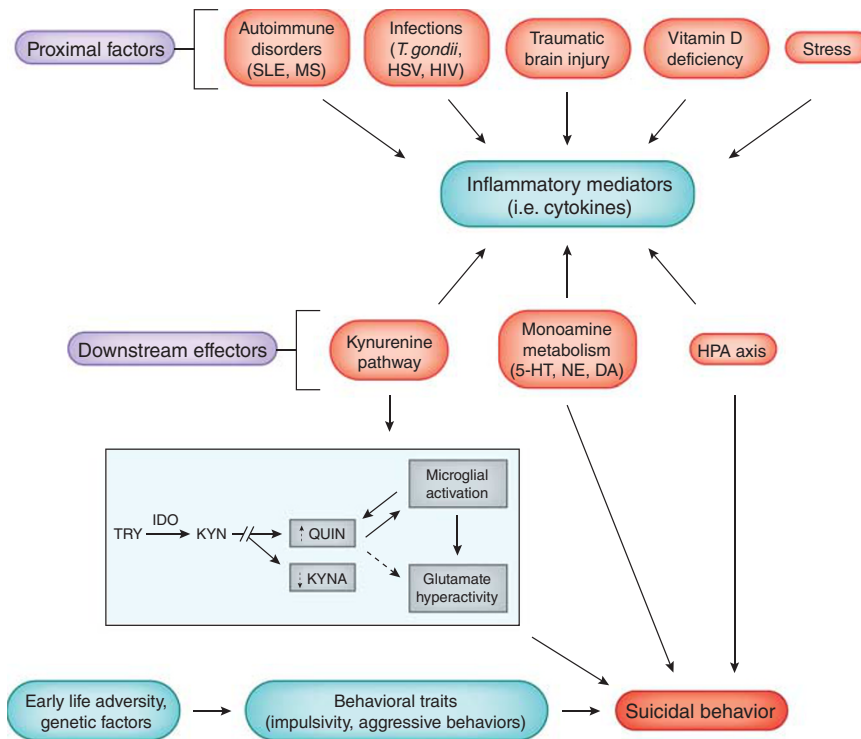 Proximal factors
Autoimmune
disorders
(SLE, MS)
Infections
(T. gondii,
HSV, HIV)
Traumatic
brain injury
Vitamin D
deficiency
Stress
Inflammatory mediators
(i.e. cytokines)
Downstream effectors
Kynurenine
pathway
Monoamine
metabolism
(5-HT, NE, DA)
HPA axis
Microglial
activation
TRY
IDO
KYN
QUIN
KYNA
Glutamate
hyperactivity
Early life adversity,
genetic factors
Behavioral traits
(impulsivity, aggressive behaviors)
Suicidal behavior